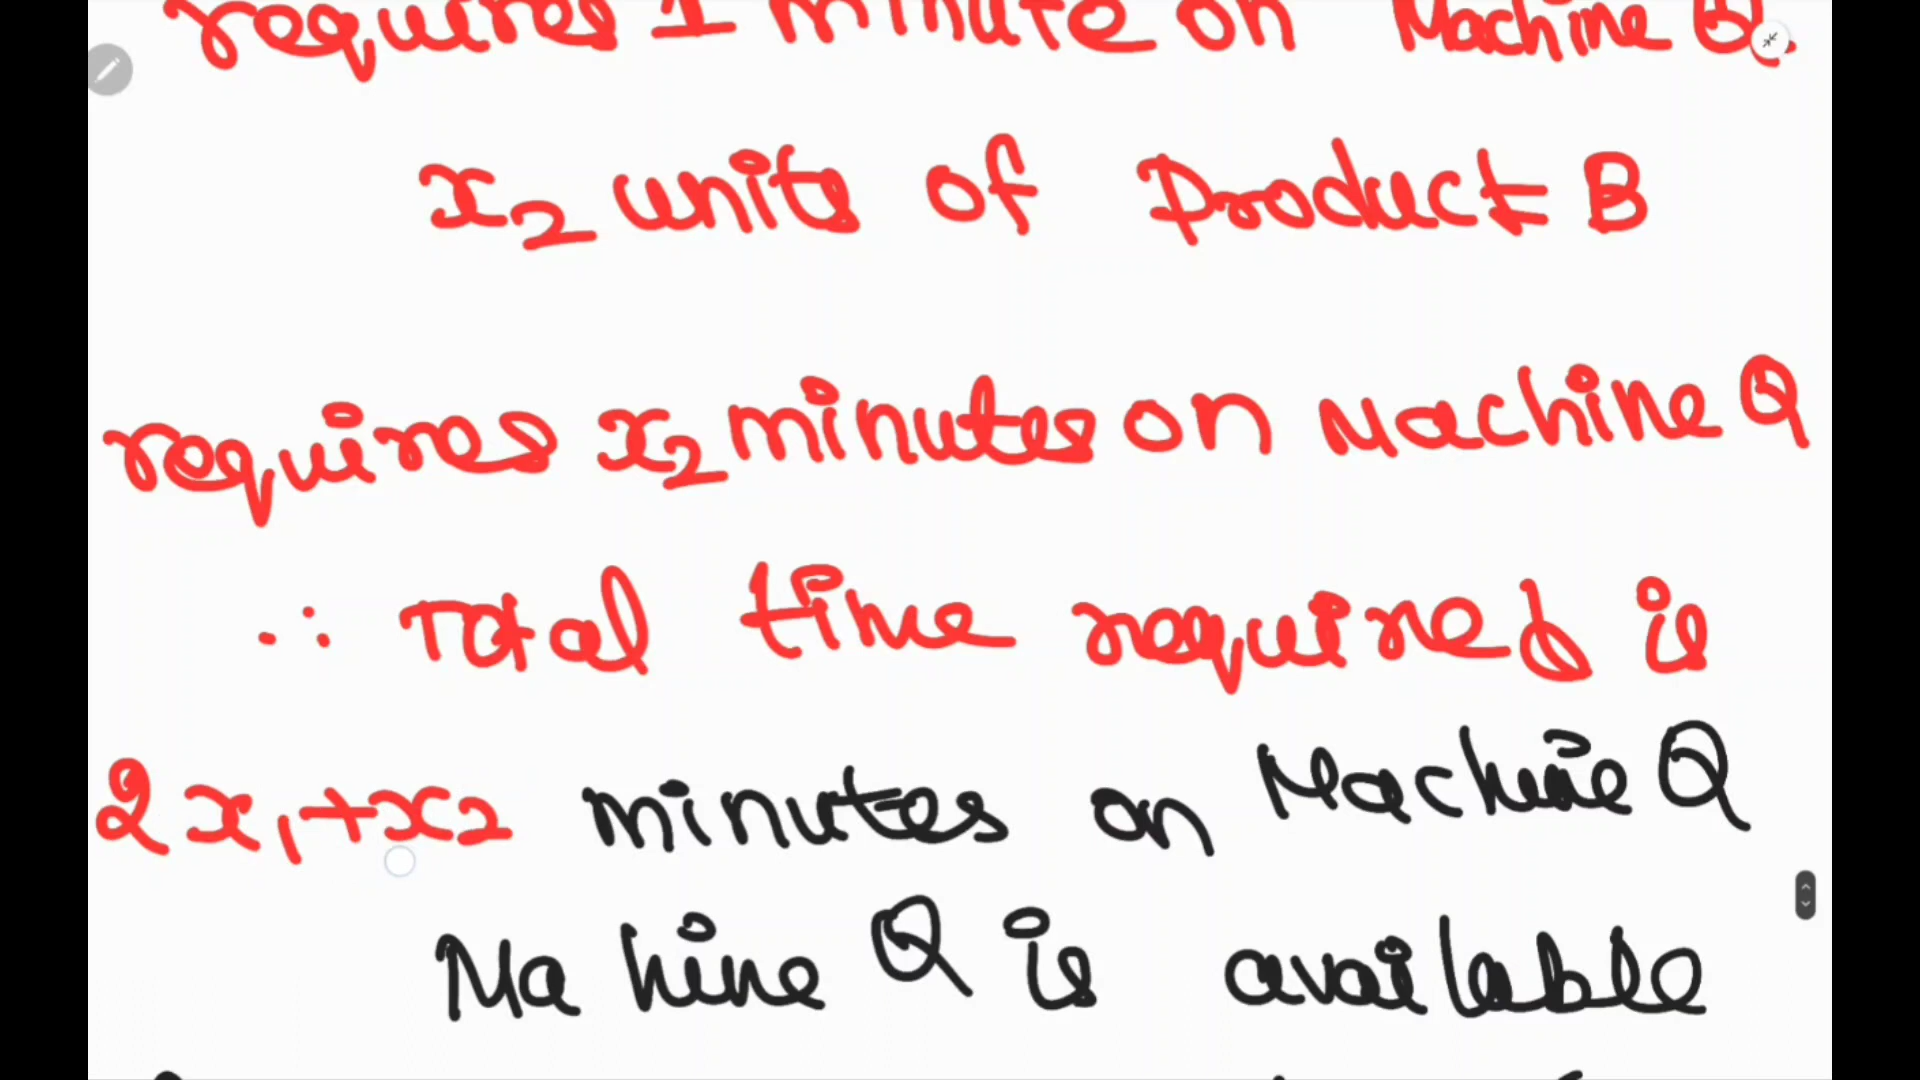 requires 1 minute on Machine Q.
x₂ units of Product B
requires x₂ minutes on Machine Q
∴ Total time required is
2x₁+x₂ minutes on Machine Q
Ma hine Q is available